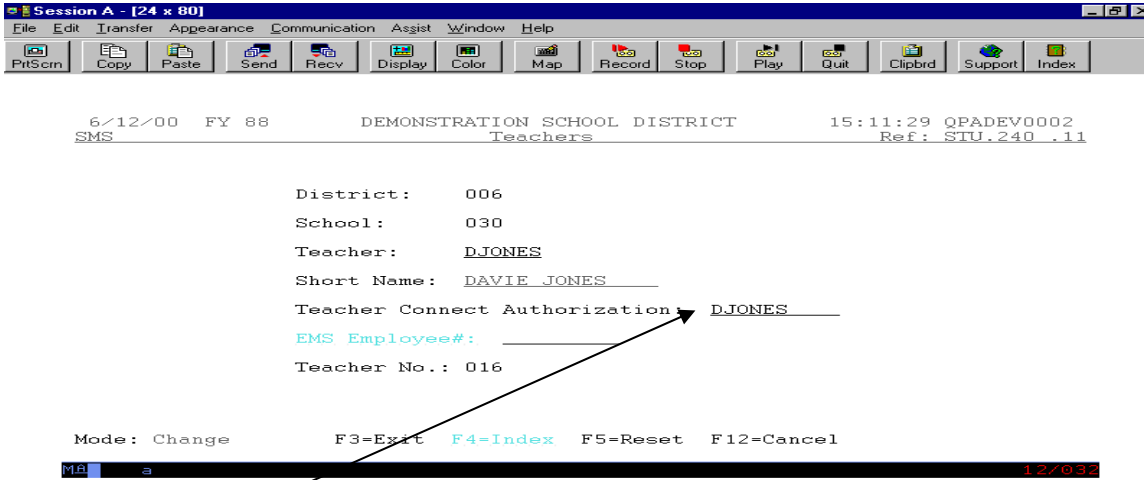 Session A - [24 x 80]
File Edit Transfer Appearance Communication Assist Window Help
PrtScrn Copy Paste Send Recv Display Color Map Record Stop Play Quit Clipbrd Support Index
6/12/00 FY 88 DEMONSTRATION SCHOOL DISTRICT 15:11:29 QPADEV0002
SMS Teachers Ref: STU.240 .11
District: 006
School: 030
Teacher: DJONES
Short Name: DAVIE JONES
Teacher Connect Authorization: DJONES
EMS Employee#:
Teacher No.: 016
Mode: Change F3=Exit F4=Index F5=Reset F12=Cancel
MA a 12/032